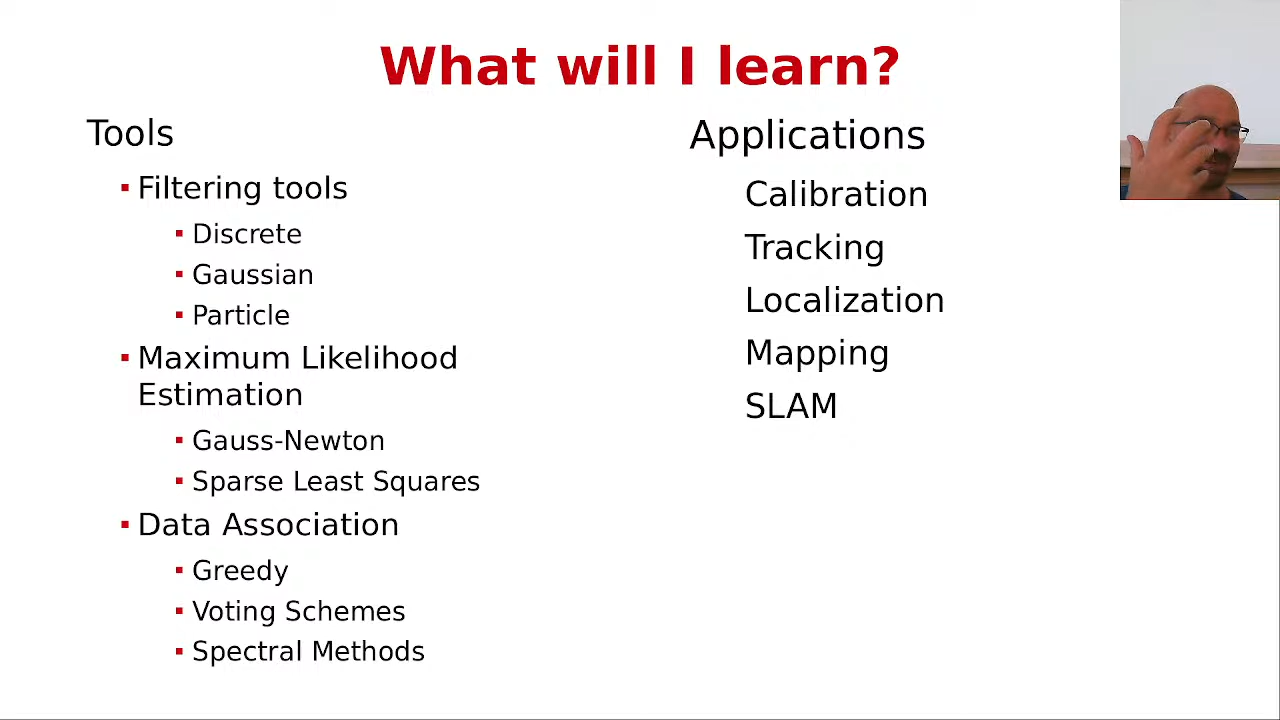 What will I learn?
Tools
Filtering tools
Discrete
Gaussian
Particle
Maximum Likelihood
Estimation
Gauss-Newton
Sparse Least Squares
Data Association
Greedy
Voting Schemes
Spectral Methods
Applications
Calibration
Tracking
Localization
Mapping
SLAM